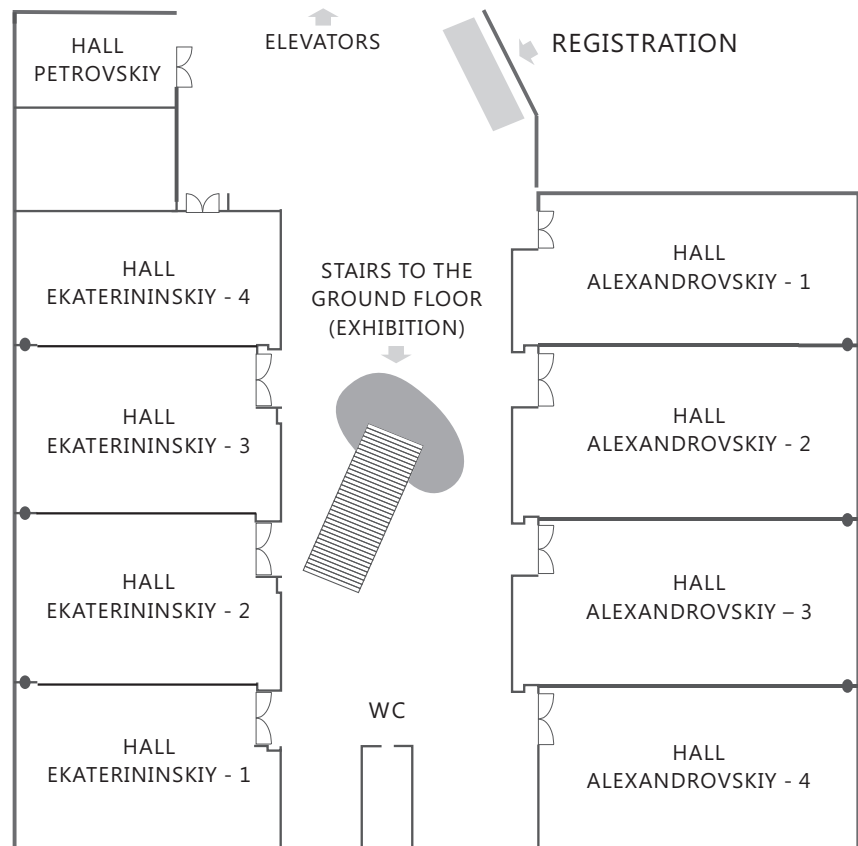 HALL
PETROVSKIY
ELEVATORS
REGISTRATION
HALL
EKATERININSKIY - 4
STAIRS TO THE
GROUND FLOOR
(EXHIBITION)
HALL
ALEXANDROVSKIY - 1
HALL
EKATERININSKIY - 3
HALL
ALEXANDROVSKIY - 2
HALL
EKATERININSKIY - 2
HALL
ALEXANDROVSKIY – 3
WC
HALL
EKATERININSKIY - 1
HALL
ALEXANDROVSKIY - 4